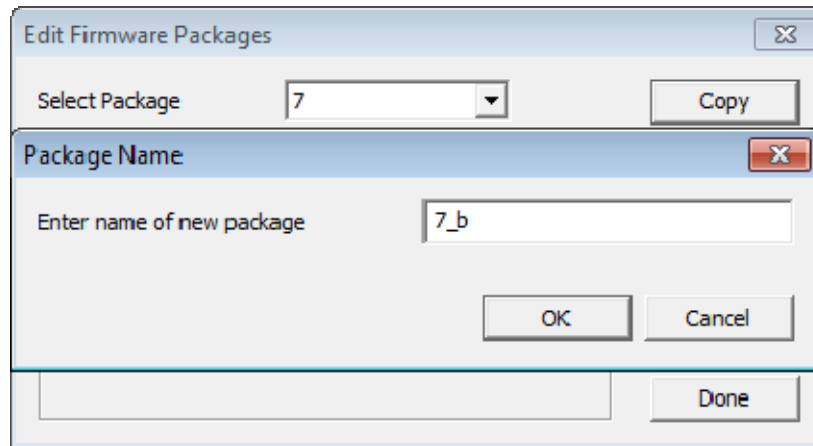 Edit Firmware Packages
Select Package 7 Copy
Package Name
Enter name of new package 7_b
OK Cancel
Done